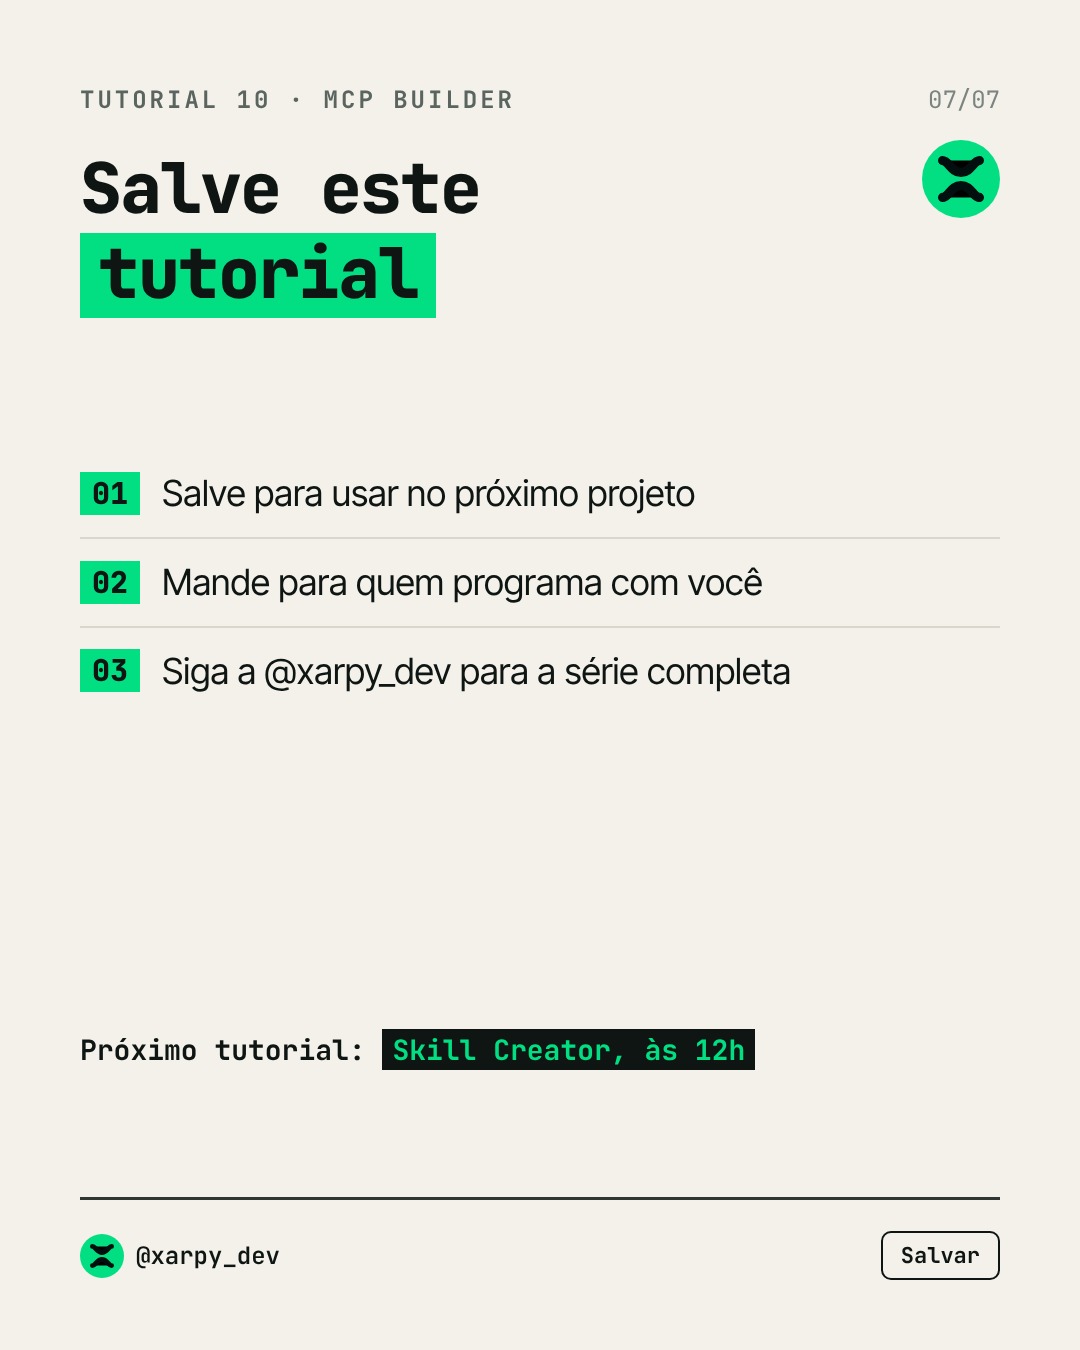 TUTORIAL 10 · MCP BUILDER
07/07
Salve este
tutorial
01 Salve para usar no próximo projeto
02 Mande para quem programa com você
03 Siga a @xarpy_dev para a série completa
Próximo tutorial: Skill Creator, às 12h
@xarpy_dev
Salvar